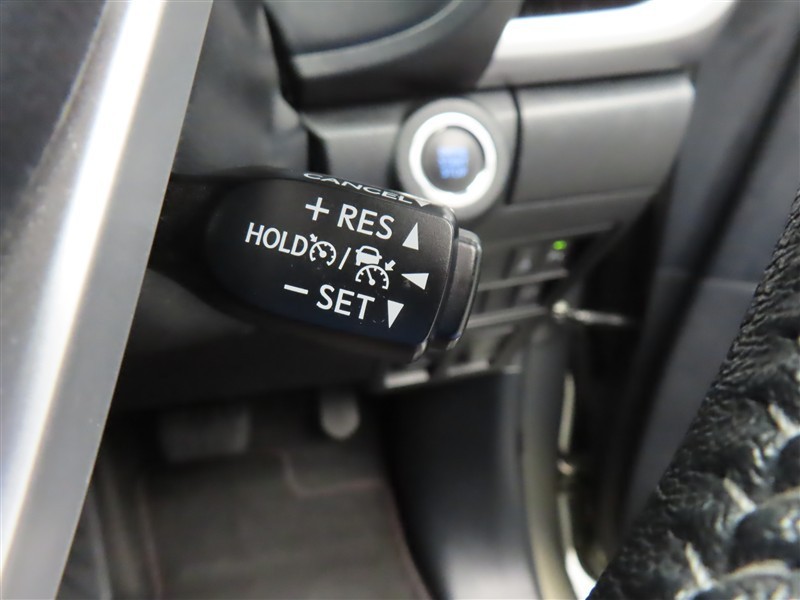 CANCEL
+ RES
HOLD /
− SET